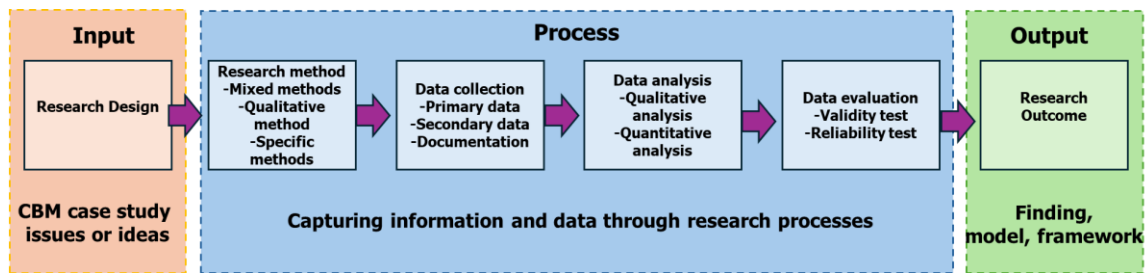 Input
Research Design
CBM case study
issues or ideas
Process
Research method
-Mixed methods
-Qualitative
method
-Specific
methods
Data collection
-Primary data
-Secondary data
-Documentation
Data analysis
-Qualitative
analysis
-Quantitative
analysis
Data evaluation
-Validity test
-Reliability test
Capturing information and data through research processes
Output
Research
Outcome
Finding,
model, framework